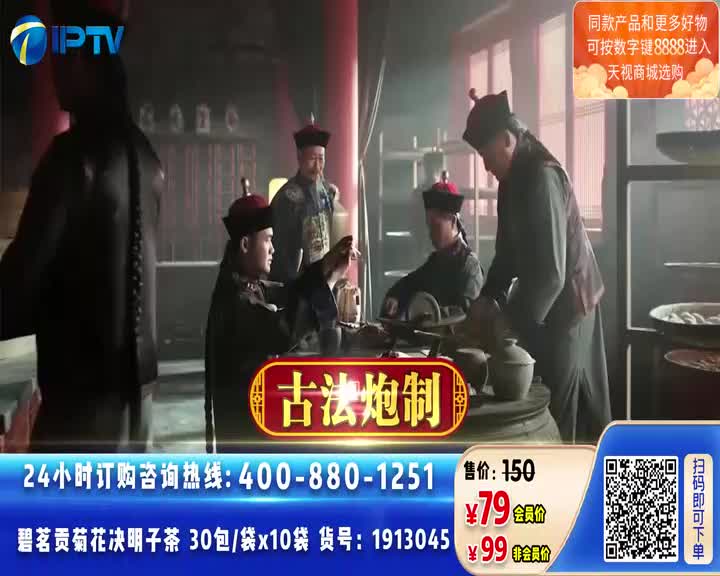 IPTV
同款产品和更多好物
可按数字键8888进入
天视商城选购
古法炮制
24小时订购咨询热线:400-880-1251
碧茗贡菊花决明子茶 30包/袋x10袋 货号:1913045
售价:150
¥79会员价
¥99非会员价
扫码即可下单